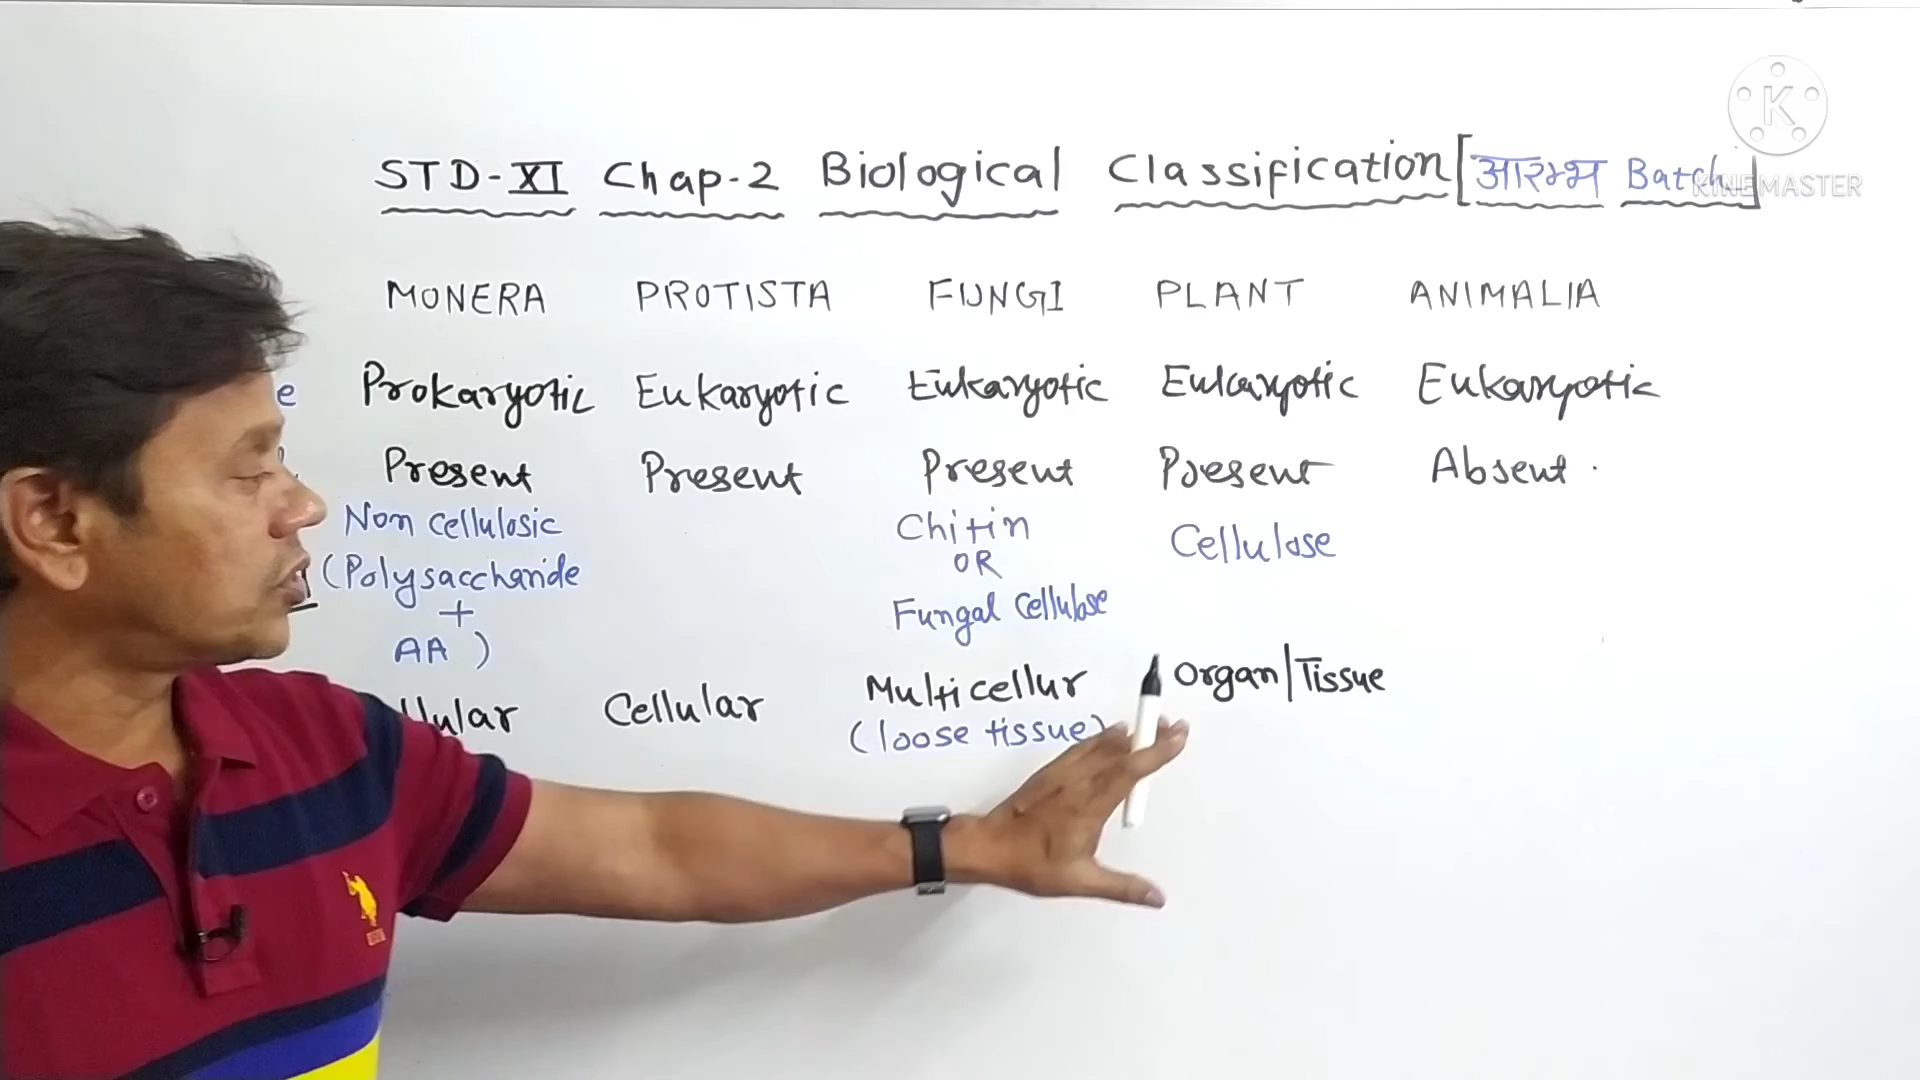 STD-XI Chap-2 Biological Classification [आरम्भ Batch]
KINEMASTER
MONERA PROTISTA FUNGI PLANT ANIMALIA
Prokaryotic Eukaryotic Eukaryotic Eukaryotic Eukaryotic
Present Present Present Present Absent
Non cellulosic Chitin Cellulose
OR
(Polysaccharide Fungal Cellulose
+
AA)
Cellular Multicellur Organ/Tissue
(loose tissue)